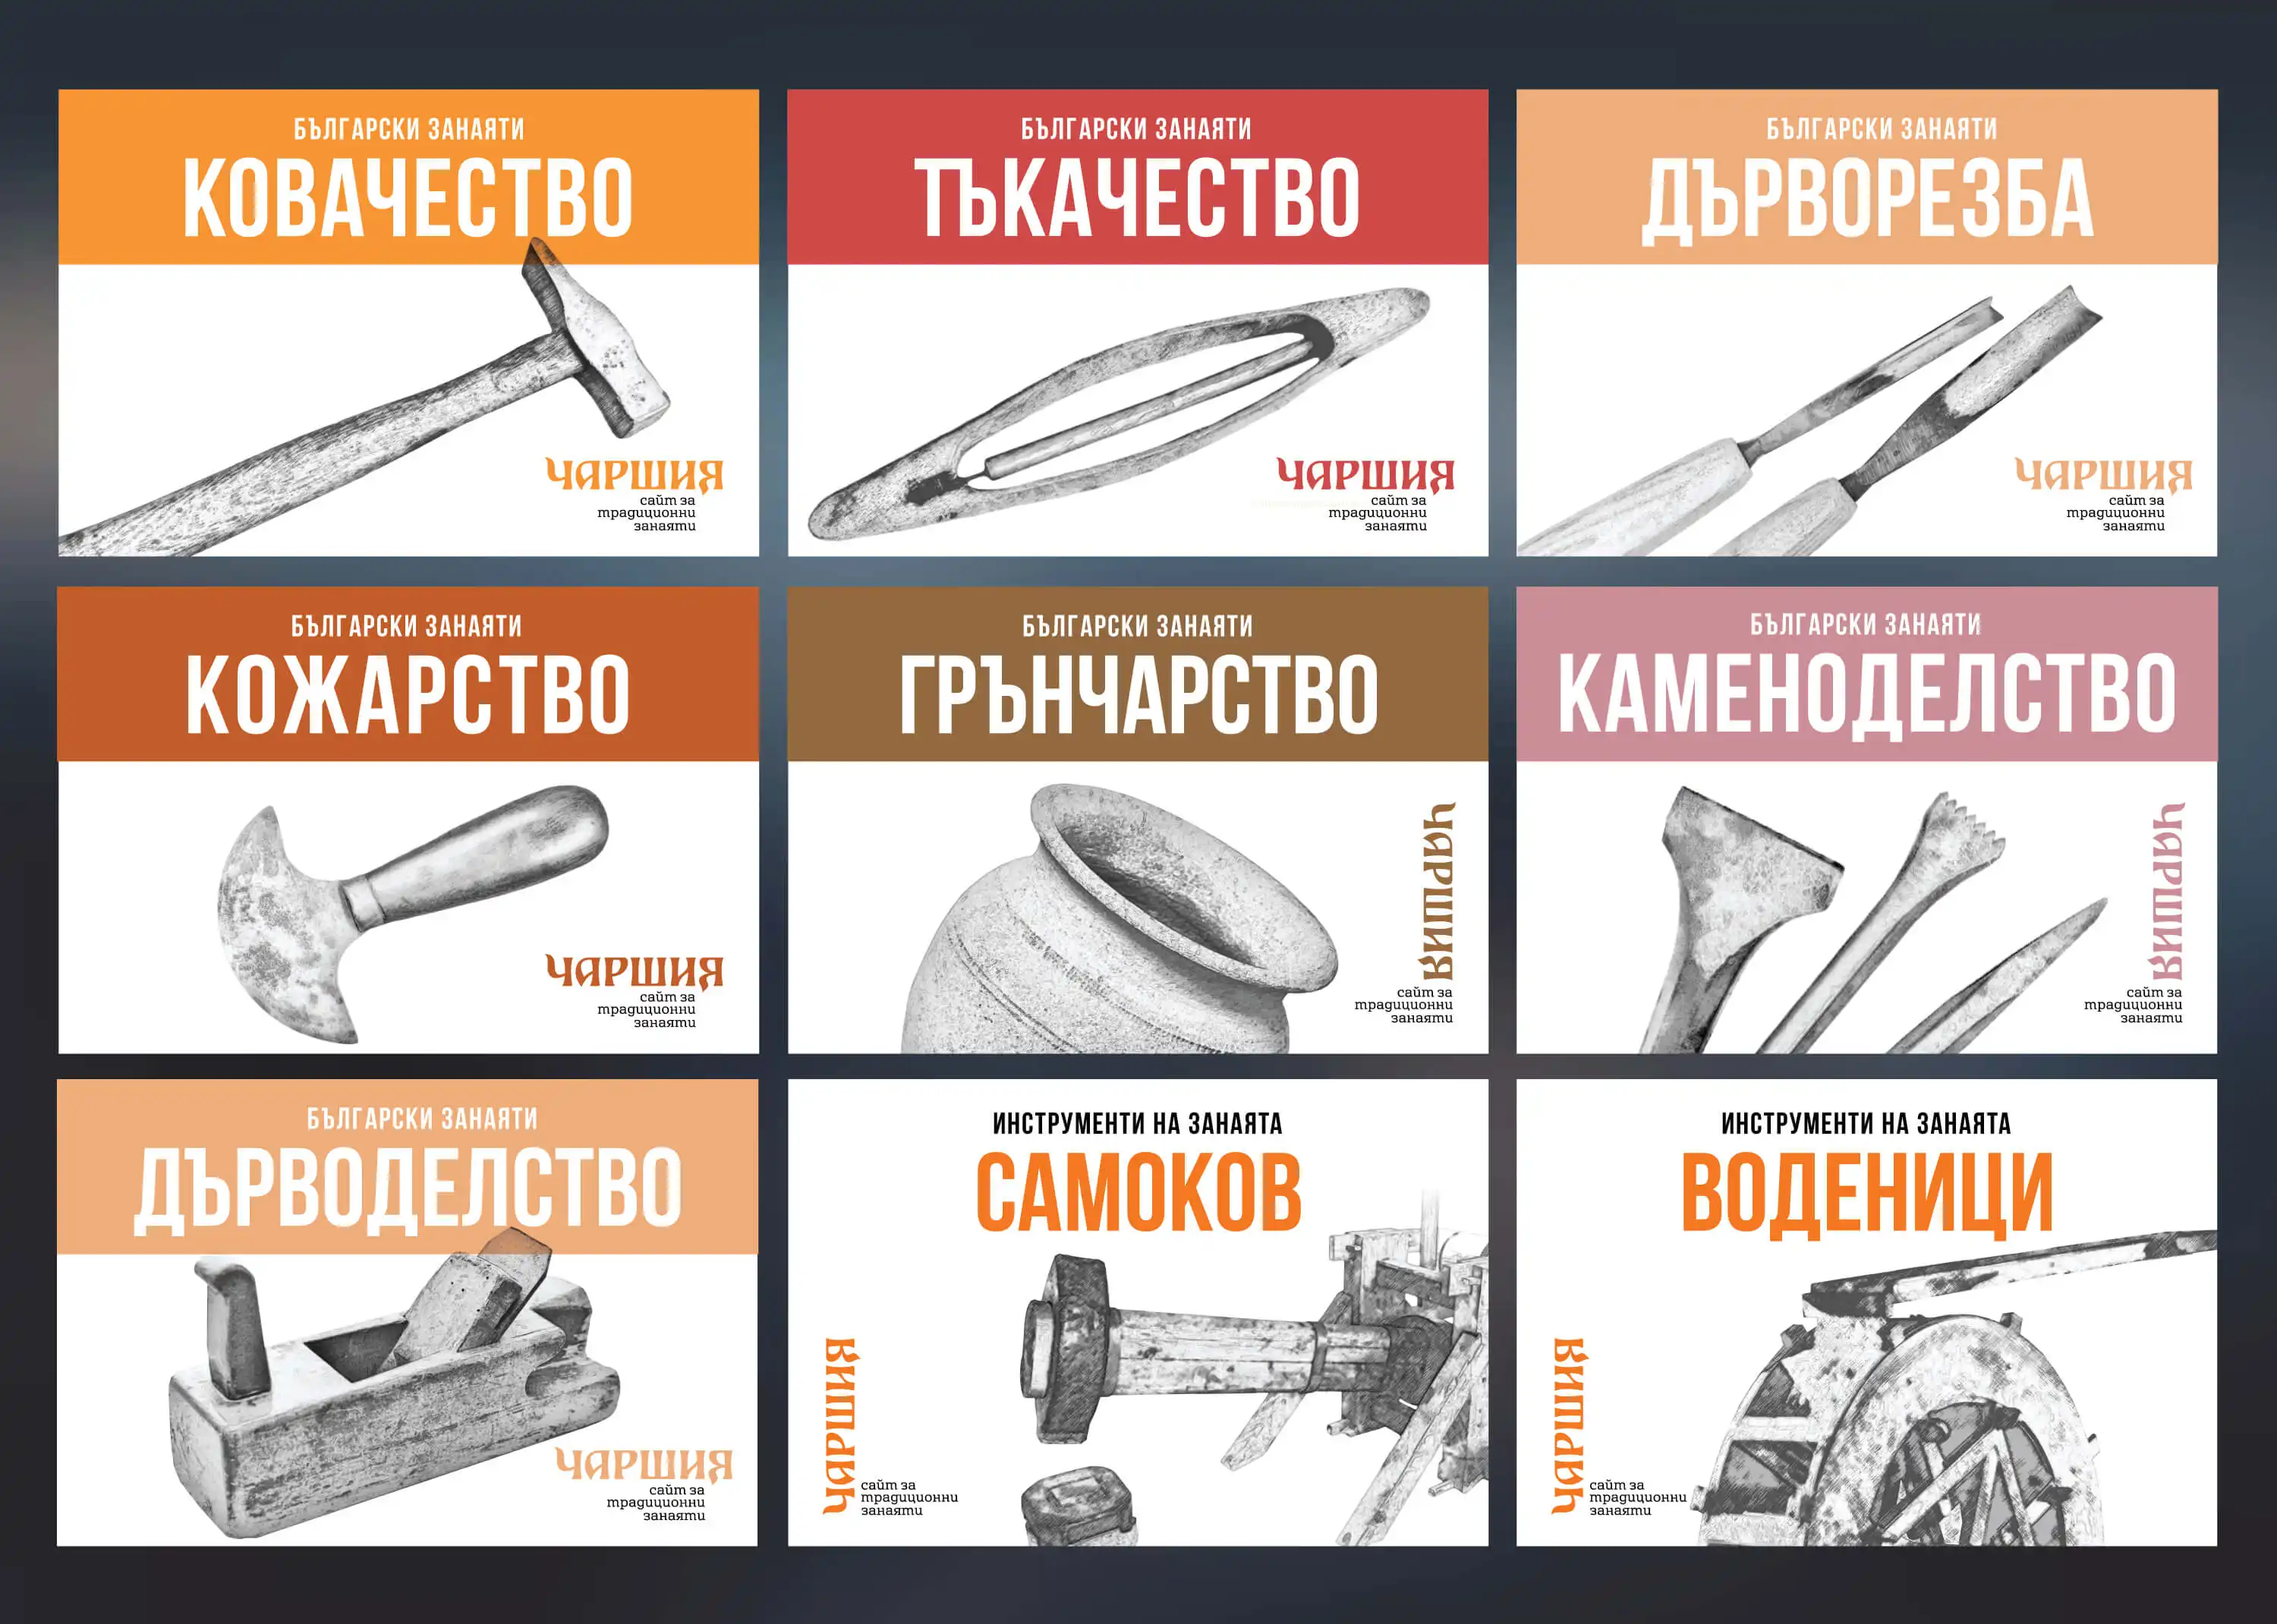 БЪЛГАРСКИ ЗАНАЯТИ
КОВАЧЕСТВО
ЧАРШИЯ
сайт за
традиционни
занаяти
БЪЛГАРСКИ ЗАНАЯТИ
ТЪКАЧЕСТВО
ЧАРШИЯ
сайт за
традиционни
занаяти
БЪЛГАРСКИ ЗАНАЯТИ
ДЪРВОРЕЗБА
ЧАРШИЯ
сайт за
традиционни
занаяти
БЪЛГАРСКИ ЗАНАЯТИ
КОЖАРСТВО
ЧАРШИЯ
сайт за
традиционни
занаяти
БЪЛГАРСКИ ЗАНАЯТИ
ГРЪНЧАРСТВО
ЧАРШИЯ
сайт за
традиционни
занаяти
БЪЛГАРСКИ ЗАНАЯТИ
КАМЕНОДЕЛСТВО
ЧАРШИЯ
сайт за
традиционни
занаяти
БЪЛГАРСКИ ЗАНАЯТИ
ДЪРВОДЕЛСТВО
ЧАРШИЯ
сайт за
традиционни
занаяти
ИНСТРУМЕНТИ НА ЗАНАЯТА
САМОКОВ
ЧАРШИЯ
сайт за
традиционни
занаяти
ИНСТРУМЕНТИ НА ЗАНАЯТА
ВОДЕНИЦИ
ЧАРШИЯ
сайт за
традиционни
занаяти